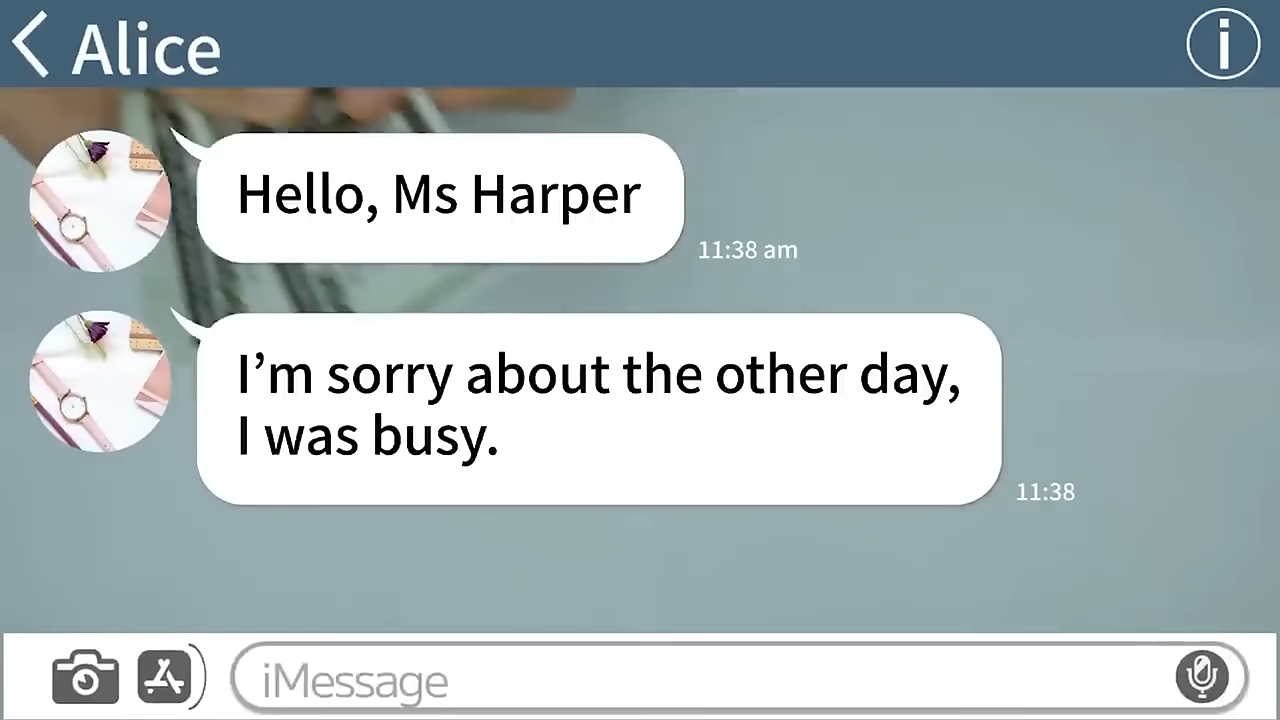 Alice
Hello, Ms Harper
11:38 am
I’m sorry about the other day,
I was busy.
11:38
iMessage